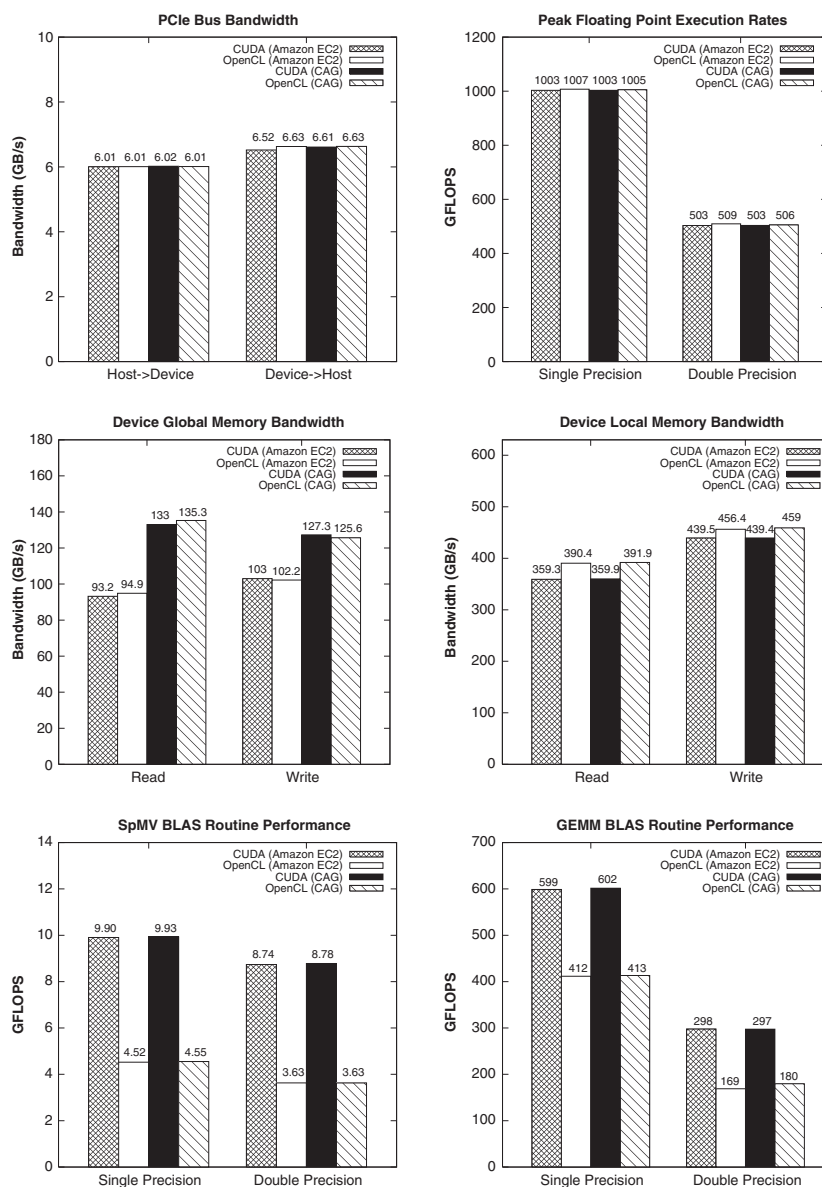 PCIe Bus Bandwidth
CUDA (Amazon EC2)
OpenCL (Amazon EC2)
CUDA (CAG)
OpenCL (CAG)
10
8
6
4
2
0
Bandwidth (GB/s)
6.01 6.01 6.02 6.01
6.52 6.63 6.61 6.63
Host->Device Device->Host
Peak Floating Point Execution Rates
CUDA (Amazon EC2)
OpenCL (Amazon EC2)
CUDA (CAG)
OpenCL (CAG)
1200
1000
800
600
400
200
0
GFLOPS
1003 1007 1003 1005
503 509 503 506
Single Precision Double Precision
Device Global Memory Bandwidth
CUDA (Amazon EC2)
OpenCL (Amazon EC2)
CUDA (CAG)
OpenCL (CAG)
180
160
140
120
100
80
60
40
20
0
Bandwidth (GB/s)
93.2 94.9 133 135.3
103 102.2 127.3 125.6
Read Write
Device Local Memory Bandwidth
CUDA (Amazon EC2)
OpenCL (Amazon EC2)
CUDA (CAG)
OpenCL (CAG)
600
500
400
300
200
100
0
Bandwidth (GB/s)
359.3 390.4 359.9 391.9
439.5 456.4 439.4 459
Read Write
SpMV BLAS Routine Performance
CUDA (Amazon EC2)
OpenCL (Amazon EC2)
CUDA (CAG)
OpenCL (CAG)
14
12
10
8
6
4
2
0
GFLOPS
9.90 4.52 9.93 4.55
8.74 3.63 8.78 3.63
Single Precision Double Precision
GEMM BLAS Routine Performance
CUDA (Amazon EC2)
OpenCL (Amazon EC2)
CUDA (CAG)
OpenCL (CAG)
700
600
500
400
300
200
100
0
GFLOPS
599 412 602 413
298 169 297 180
Single Precision Double Precision